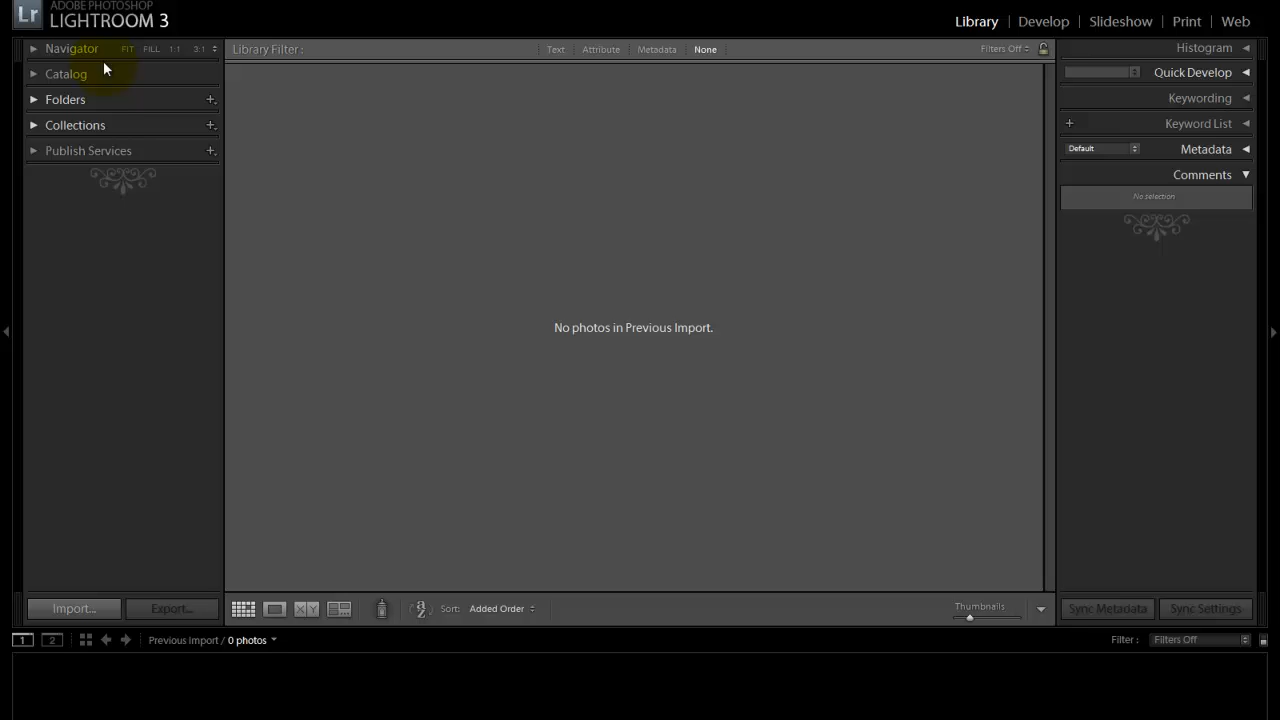 Lr ADOBE PHOTOSHOP
LIGHTROOM 3
Library | Develop | Slideshow | Print | Web
Navigator FIT FILL 1:1 3:1
Catalog
Folders +
Collections +
Publish Services +
Library Filter :
Text Attribute Metadata None
Filters Off
Histogram
Quick Develop
Keywording
+ Keyword List
Default Metadata
Comments
No selection
No photos in Previous Import.
Import... Export...
XY
a z Sort: Added Order
Thumbnails
Sync Metadata Sync Settings
1 2 Previous Import / 0 photos
Filter : Filters Off